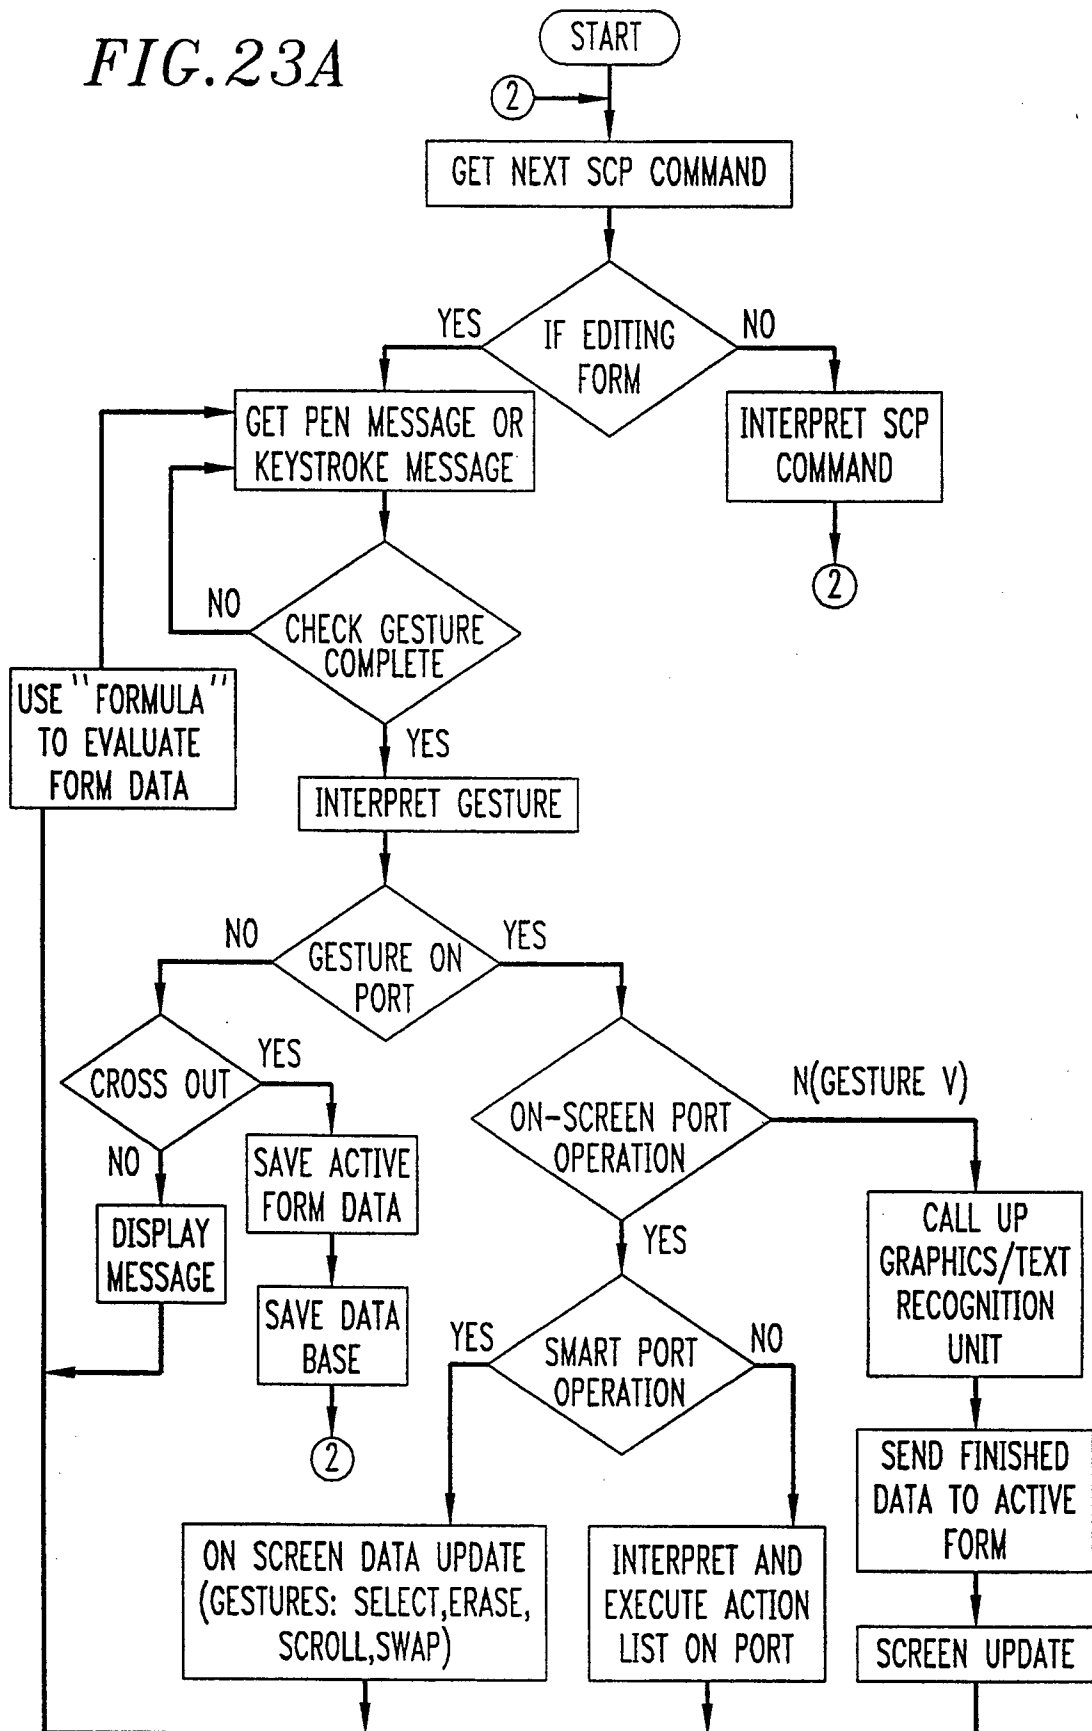 FIG.23A
START
2
GET NEXT SCP COMMAND
IF EDITING
FORM
YES
NO
GET PEN MESSAGE OR
KEYSTROKE MESSAGE
INTERPRET SCP
COMMAND
2
CHECK GESTURE
COMPLETE
NO
YES
USE "FORMULA"
TO EVALUATE
FORM DATA
INTERPRET GESTURE
GESTURE ON
PORT
NO
YES
CROSS OUT
YES
NO
SAVE ACTIVE
FORM DATA
DISPLAY
MESSAGE
SAVE DATA
BASE
2
ON-SCREEN PORT
OPERATION
N(GESTURE V)
YES
CALL UP
GRAPHICS/TEXT
RECOGNITION
UNIT
SMART PORT
OPERATION
YES
NO
SEND FINISHED
DATA TO ACTIVE
FORM
ON SCREEN DATA UPDATE
(GESTURES: SELECT,ERASE,
SCROLL,SWAP)
INTERPRET AND
EXECUTE ACTION
LIST ON PORT
SCREEN UPDATE